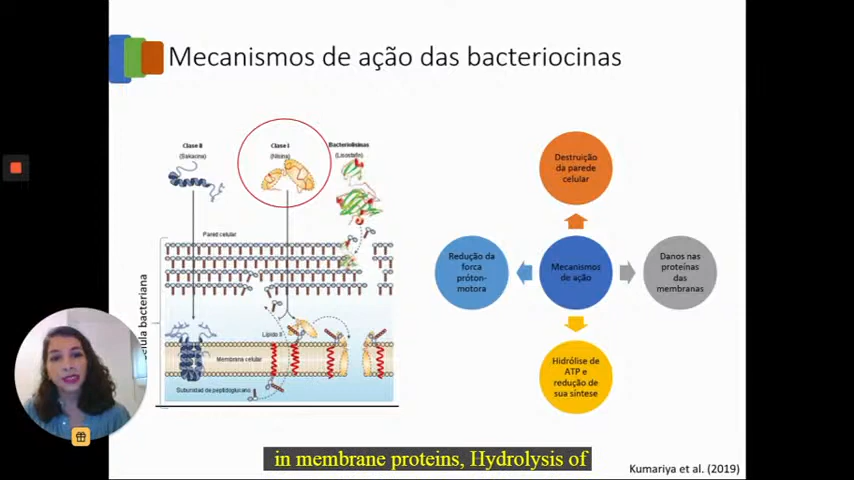 Mecanismos de ação das bacteriocinas
Clase II
(Sakacina)
Clase I
(Nisina)
Bacteriolisinas
(Lisostafin)
Pared celular
Célula bacteriana
Lípido II
Membrana celular
Subunidad de peptidoglucano
Destruição
da parede
celular
Redução da
força
próton-
motora
Mecanismos
de ação
Danos nas
proteínas
das
membranas
Hidrólise de
ATP e
redução de
sua síntese
in membrane proteins, Hydrolysis of
Kumariya et al. (2019)